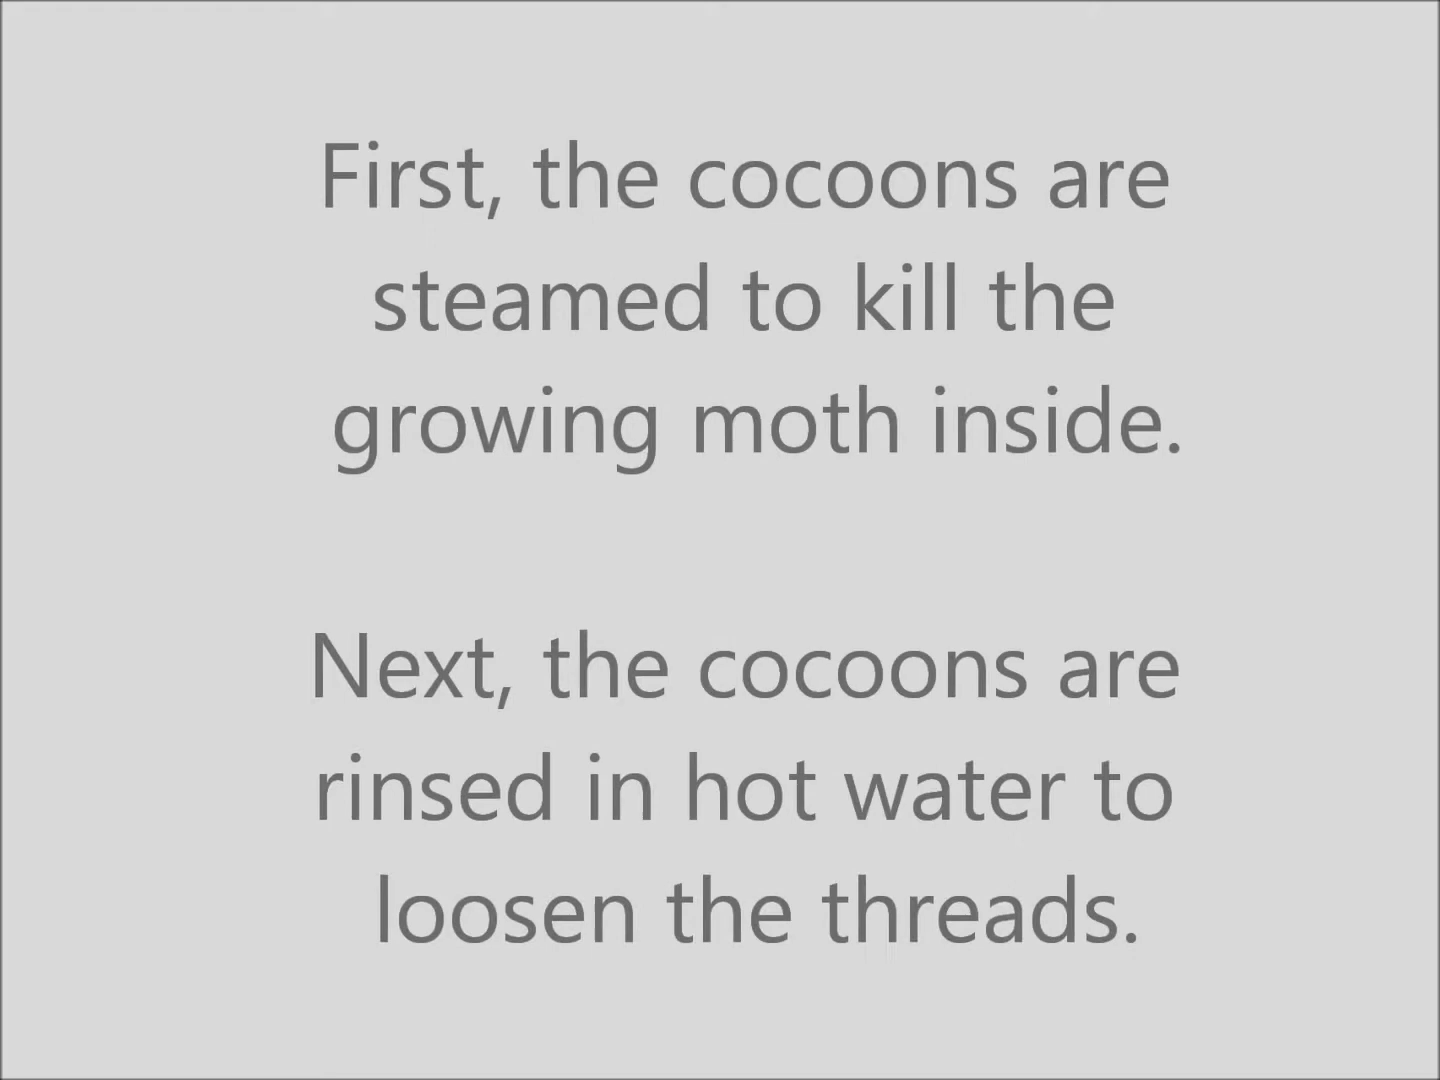 First, the cocoons are
steamed to kill the
growing moth inside.
Next, the cocoons are
rinsed in hot water to
loosen the threads.